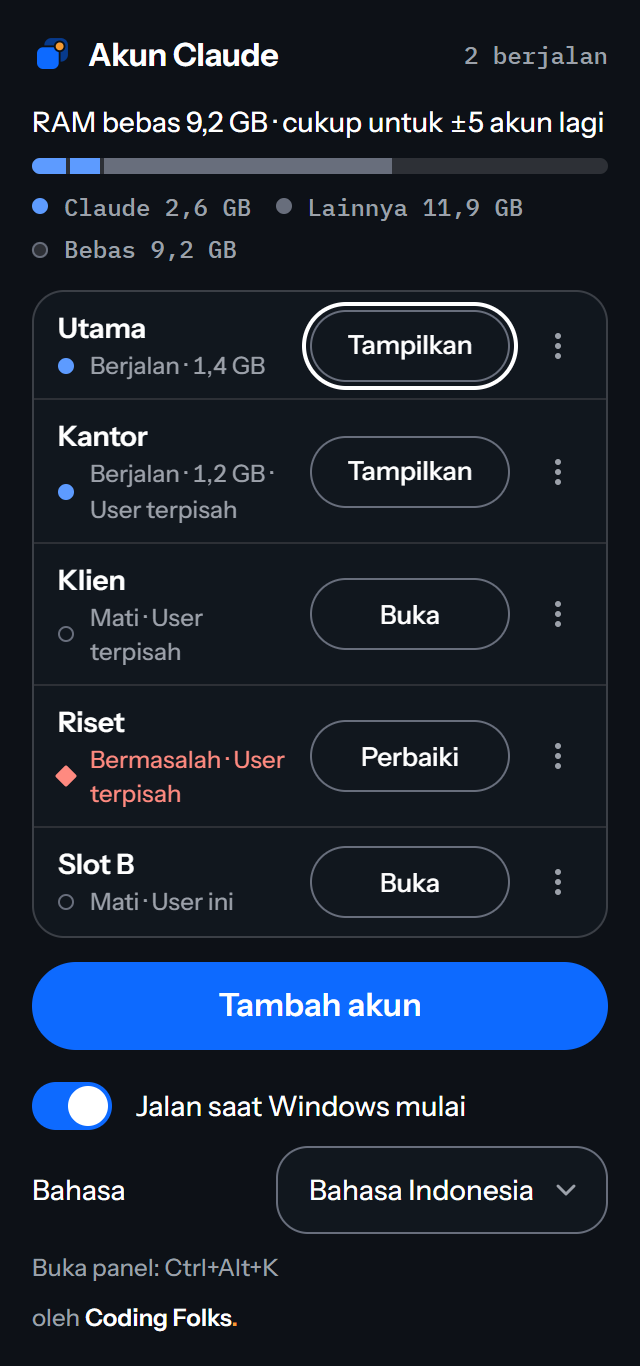 Akun Claude
2 berjalan
RAM bebas 9,2 GB · cukup untuk ±5 akun lagi
Claude 2,6 GB
Lainnya 11,9 GB
Bebas 9,2 GB
Utama
Berjalan · 1,4 GB
Tampilkan
Kantor
Berjalan · 1,2 GB ·
User terpisah
Tampilkan
Klien
Mati · User
terpisah
Buka
Riset
Bermasalah · User
terpisah
Perbaiki
Slot B
Mati · User ini
Buka
Tambah akun
Jalan saat Windows mulai
Bahasa
Bahasa Indonesia
Buka panel: Ctrl+Alt+K
oleh Coding Folks.